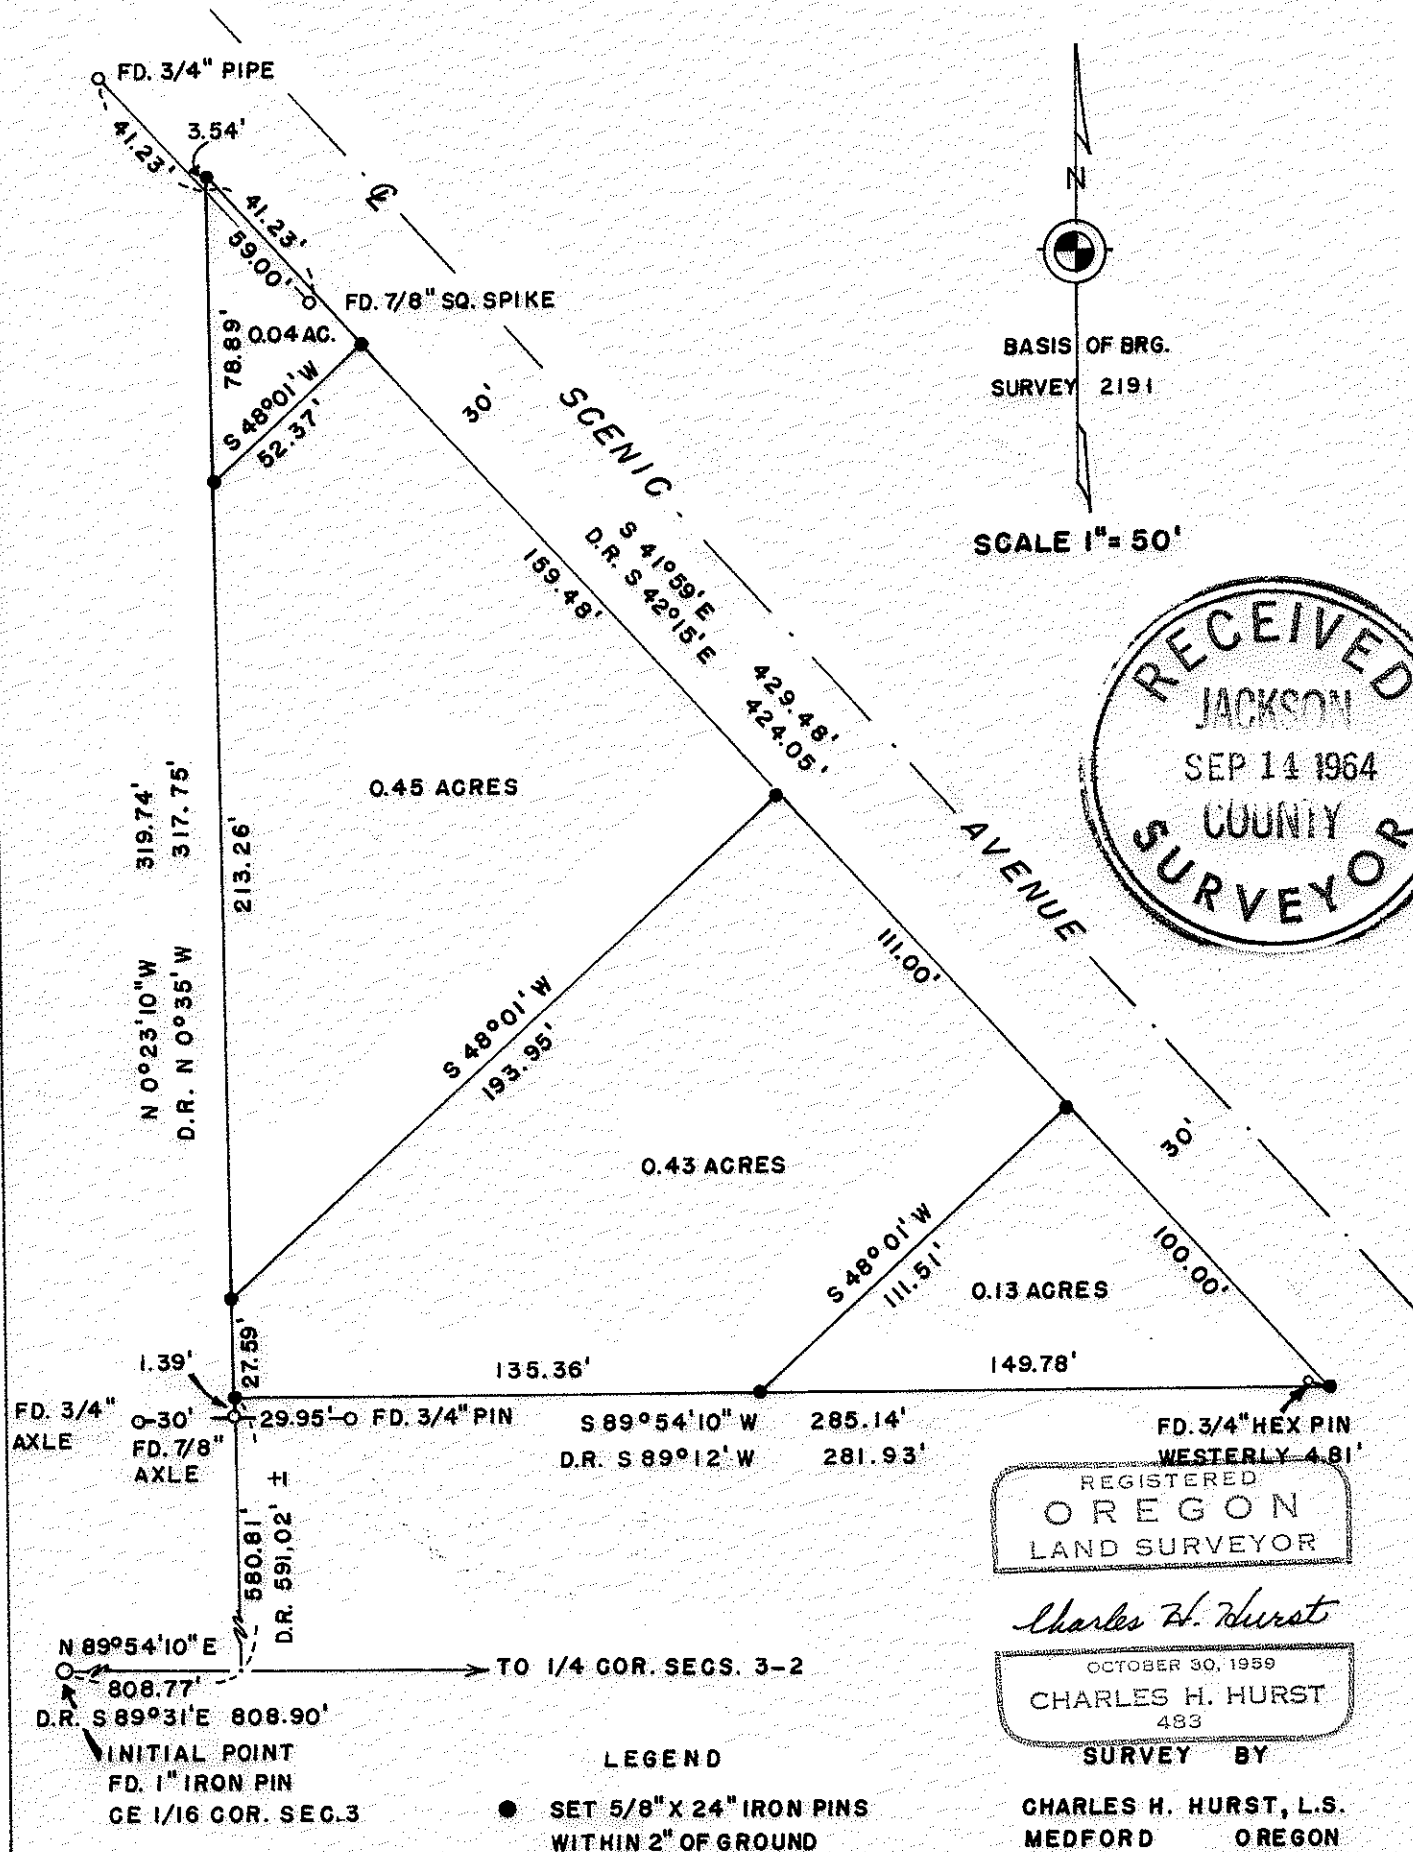 FD. 3/4" PIPE
3.54'
41.23'
41.23'
59.00'
FD. 7/8" SQ. SPIKE
0.04 AC.
78.89'
S 48°01' W
52.37'
℄
30'
SCENIC
AVENUE
N
BASIS OF BRG.
SURVEY 2191
SCALE 1"= 50'
S 41°59'E
D.R. S 42°15'E
429.48'
424.05'
159.48'
RECEIVED
JACKSON
SEP 14 1964
COUNTY
SURVEYOR
0.45 ACRES
319.74'
317.75'
213.26'
N 0°23'10"W
D.R. N 0°35' W
111.00'
S 48°01' W
193.95'
0.43 ACRES
30'
S 48°01' W
111.51'
100.00'
0.13 ACRES
27.59'
1.39'
135.36'
149.78'
FD. 3/4"
AXLE
30'
29.95'
FD. 3/4" PIN
FD. 7/8"
AXLE
S 89°54'10" W 285.14'
D.R. S 89°12' W 281.93'
FD. 3/4" HEX PIN
WESTERLY 4.81'
REGISTERED
OREGON
LAND SURVEYOR
580.81'
D.R. 591,02' ±
Charles H. Hurst
N 89°54'10" E
TO 1/4 COR. SECS. 3-2
808.77'
D.R. S 89°31'E 808.90'
OCTOBER 30, 1959
CHARLES H. HURST
483
INITIAL POINT
FD. 1" IRON PIN
CE 1/16 COR. SEC.3
LEGEND
SET 5/8" X 24" IRON PINS
WITHIN 2" OF GROUND
SURVEY BY
CHARLES H. HURST, L.S.
MEDFORD OREGON